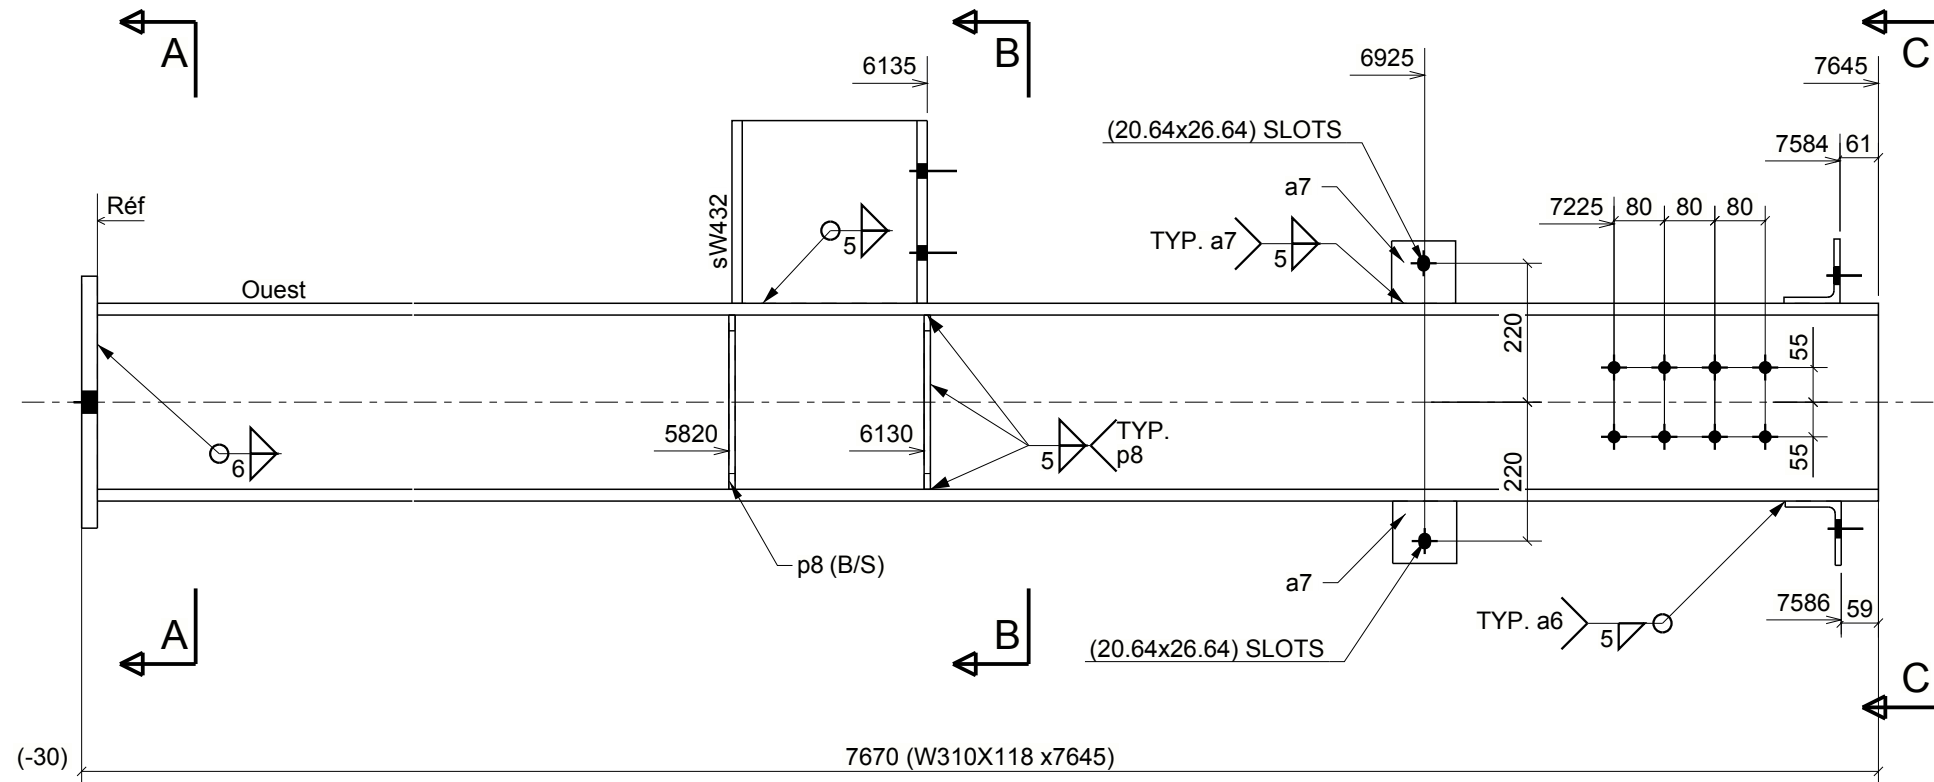 A
B
C
6135
6925
7645
(20.64x26.64) SLOTS
7584
61
a7
7225
80
80
80
Réf
sW432
5
TYP. a7
5
Ouest
220
55
5820
6130
TYP.
5
p8
6
220
55
p8 (B/S)
a7
7586
59
TYP. a6
5
A
B
(20.64x26.64) SLOTS
C
(-30)
7670 (W310X118 x7645)